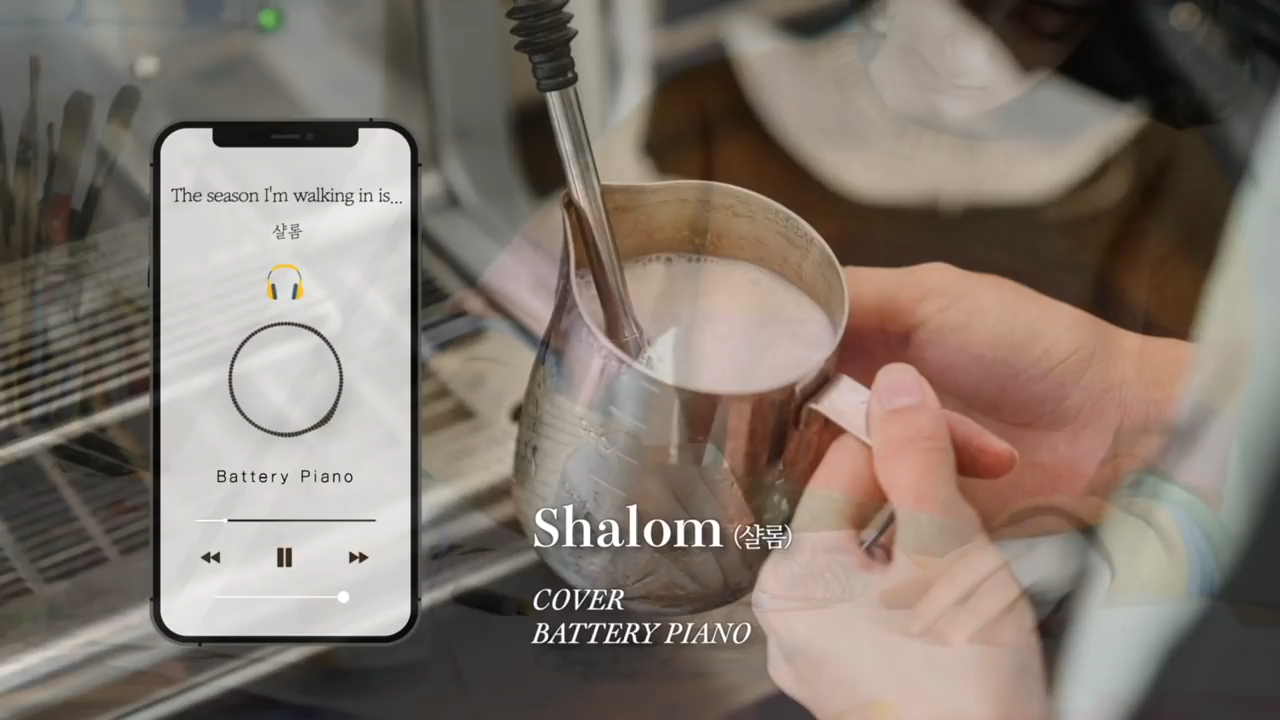 The season I'm walking in is...
샬롬
Battery Piano
Shalom (샬롬)
COVER
BATTERY PIANO